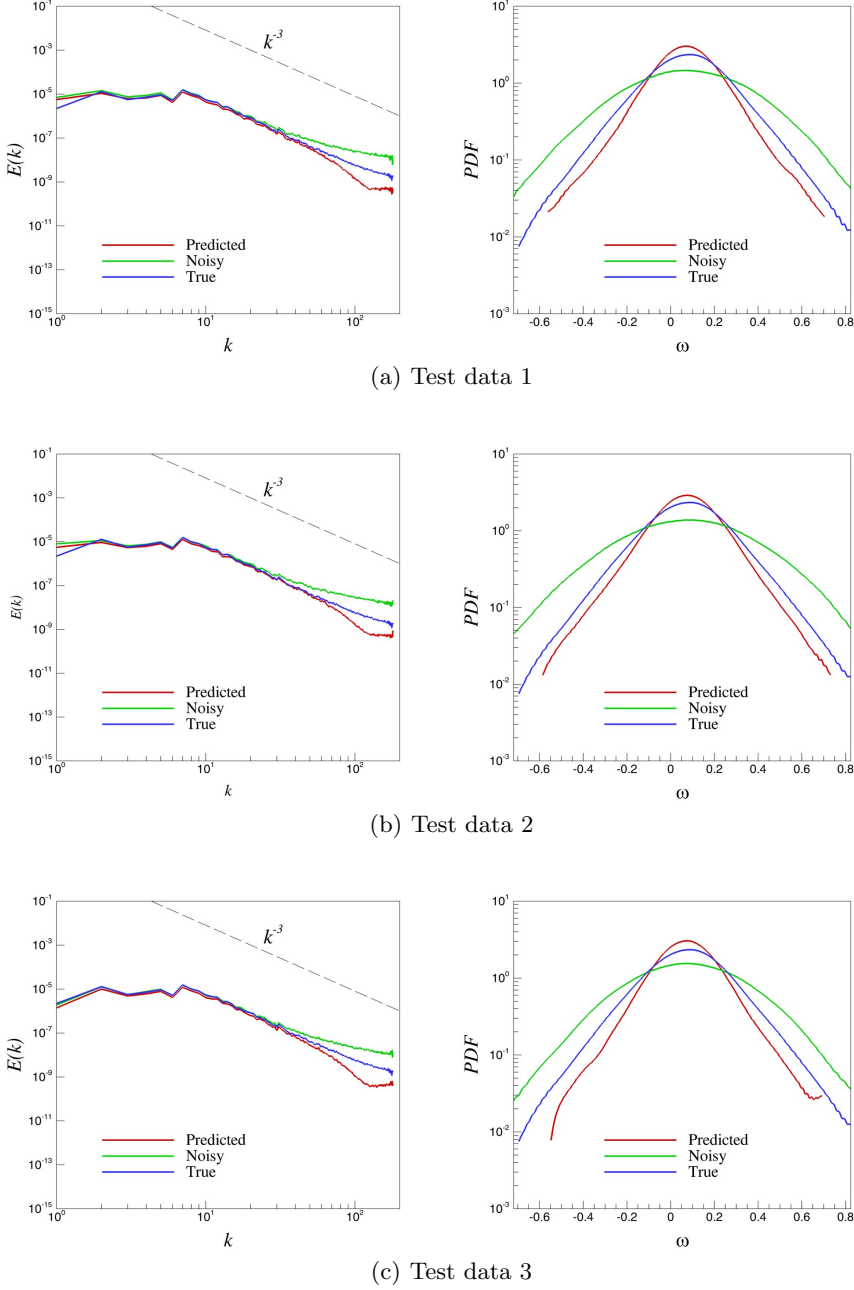 10^-1
10^-3
10^-5
10^-7
10^-9
10^-11
10^-13
10^-15
E(k)
k^-3
Predicted
Noisy
True
10^0 10^1 10^2
k
10^1
10^0
10^-1
10^-2
10^-3
PDF
Predicted
Noisy
True
-0.6 -0.4 -0.2 0 0.2 0.4 0.6 0.8
ω
(a) Test data 1
10^-1
10^-3
10^-5
10^-7
10^-9
10^-11
10^-13
10^-15
E(k)
k^-3
Predicted
Noisy
True
10^0 10^1 10^2
k
10^1
10^0
10^-1
10^-2
10^-3
PDF
Predicted
Noisy
True
-0.6 -0.4 -0.2 0 0.2 0.4 0.6 0.8
ω
(b) Test data 2
10^-1
10^-3
10^-5
10^-7
10^-9
10^-11
10^-13
10^-15
E(k)
k^-3
Predicted
Noisy
True
10^0 10^1 10^2
k
10^1
10^0
10^-1
10^-2
10^-3
PDF
Predicted
Noisy
True
-0.6 -0.4 -0.2 0 0.2 0.4 0.6 0.8
ω
(c) Test data 3